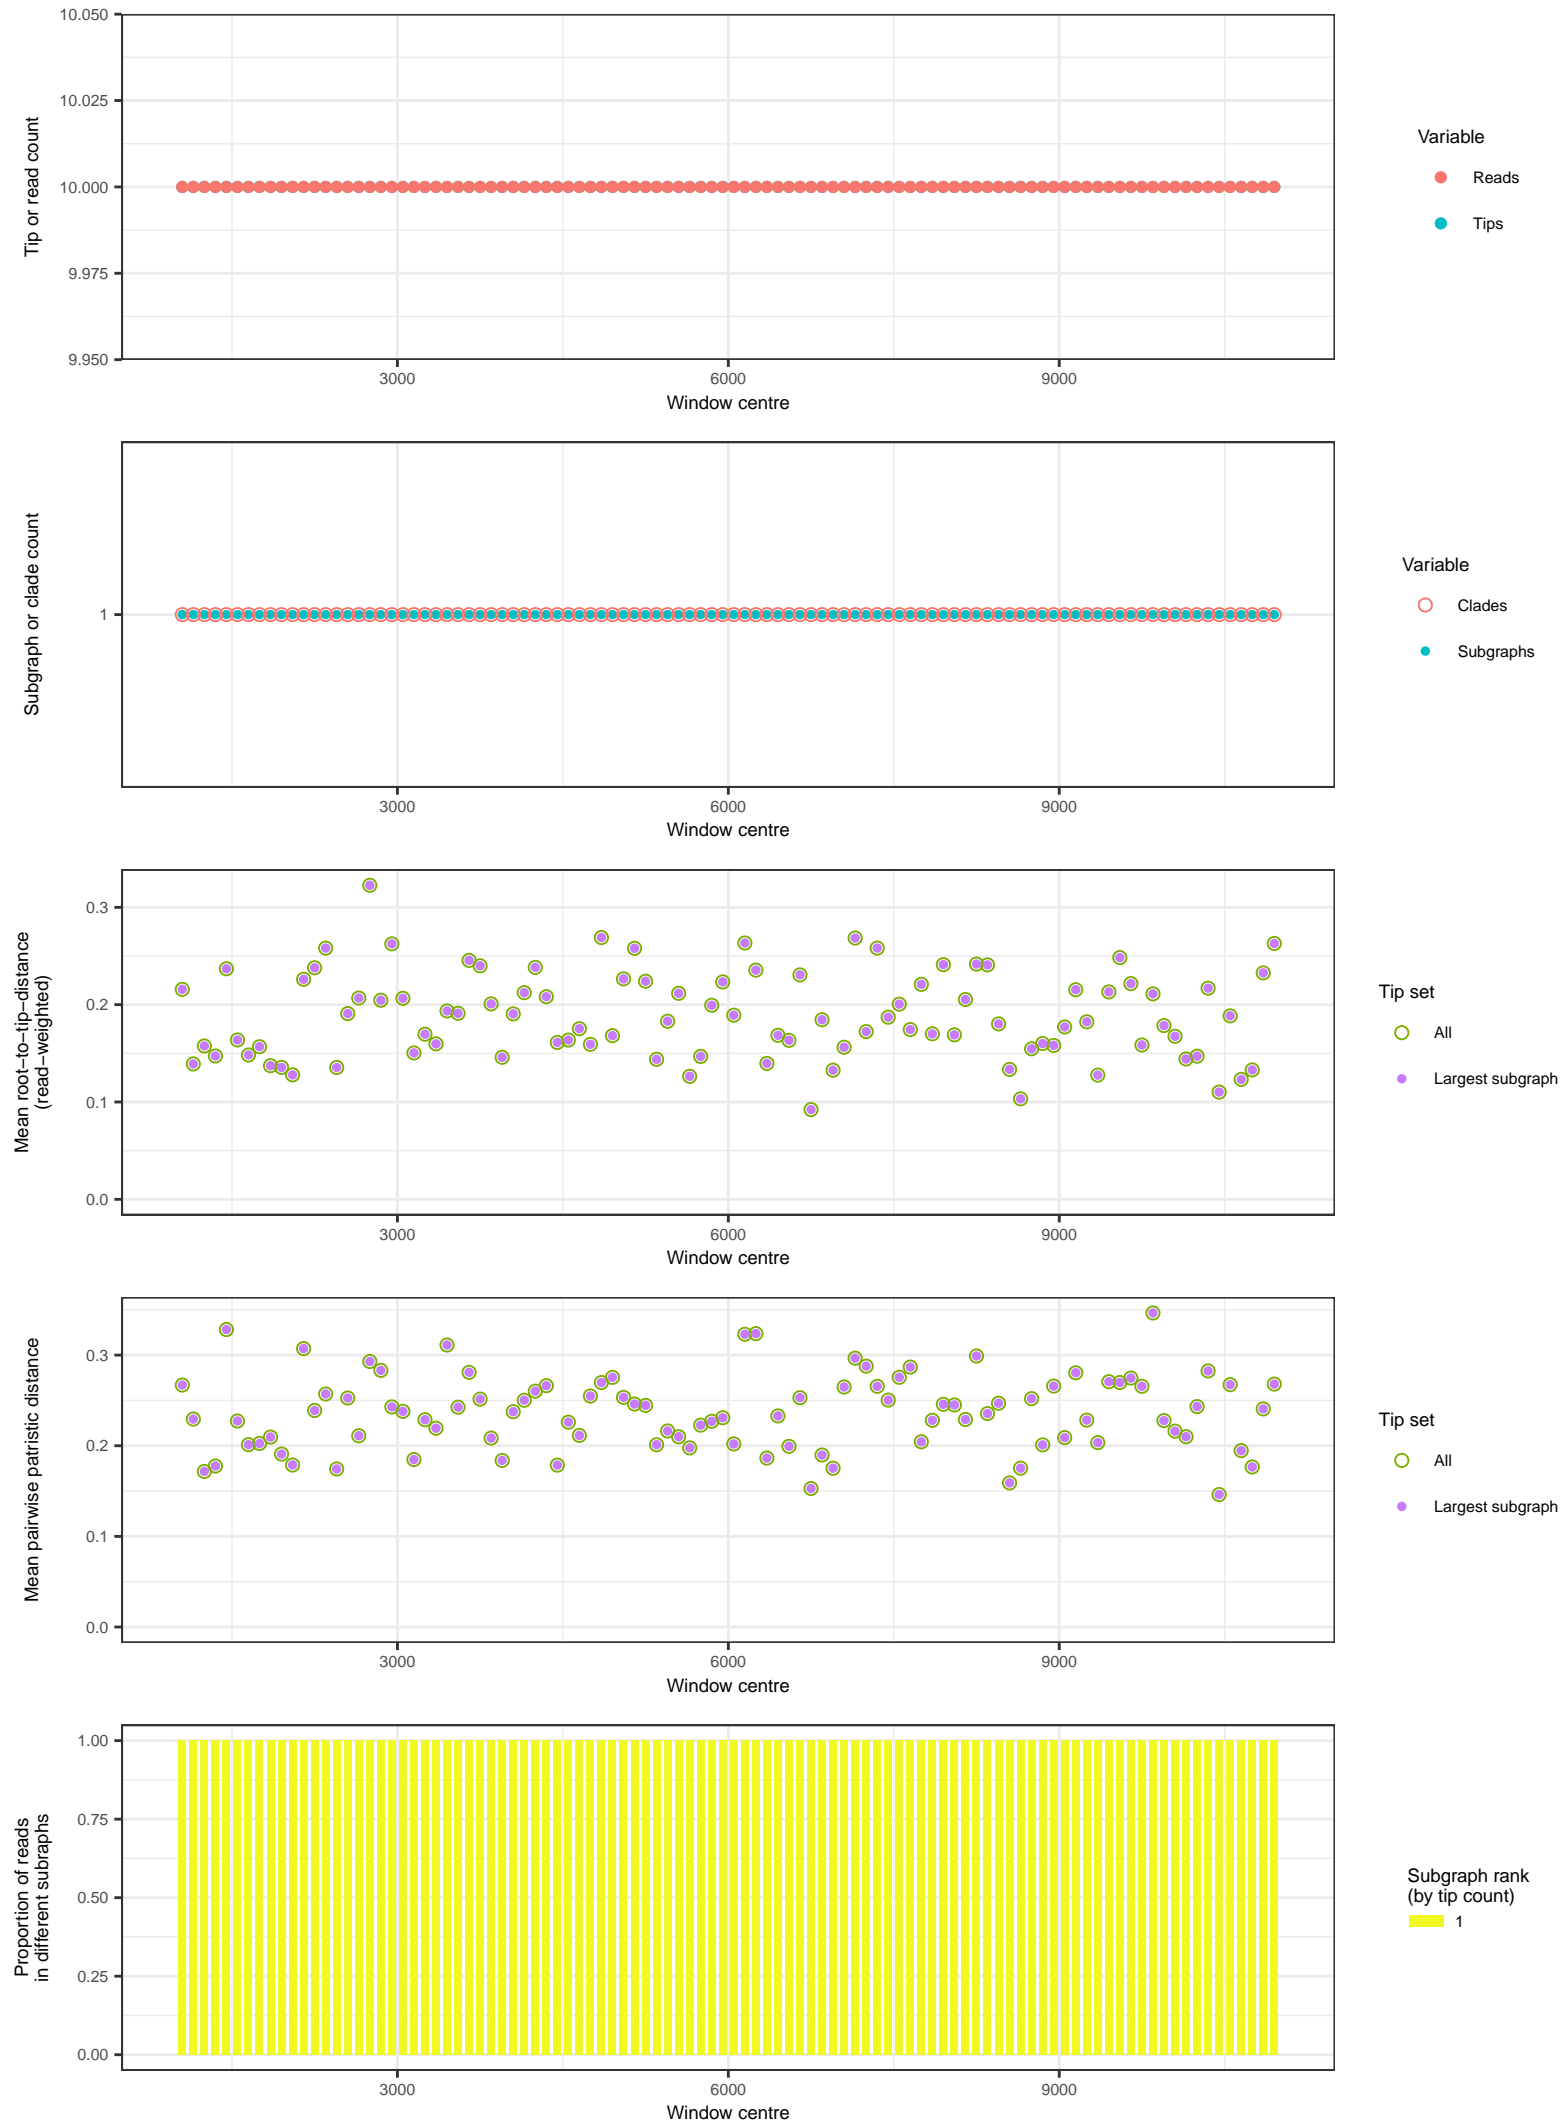 10.050
10.025
10.000
9.975
9.950
Tip or read count
3000
6000
9000
Window centre
Variable
Reads
Tips
1
Subgraph or clade count
3000
6000
9000
Window centre
Variable
Clades
Subgraphs
0.3
0.2
0.1
0.0
Mean root−to−tip−distance
(read−weighted)
3000
6000
9000
Window centre
Tip set
All
Largest subgraph
0.3
0.2
0.1
0.0
Mean pairwise patristic distance
3000
6000
9000
Window centre
Tip set
All
Largest subgraph
1.00
0.75
0.50
0.25
0.00
Proportion of reads
in different subraphs
3000
6000
9000
Window centre
Subgraph rank
(by tip count)
1